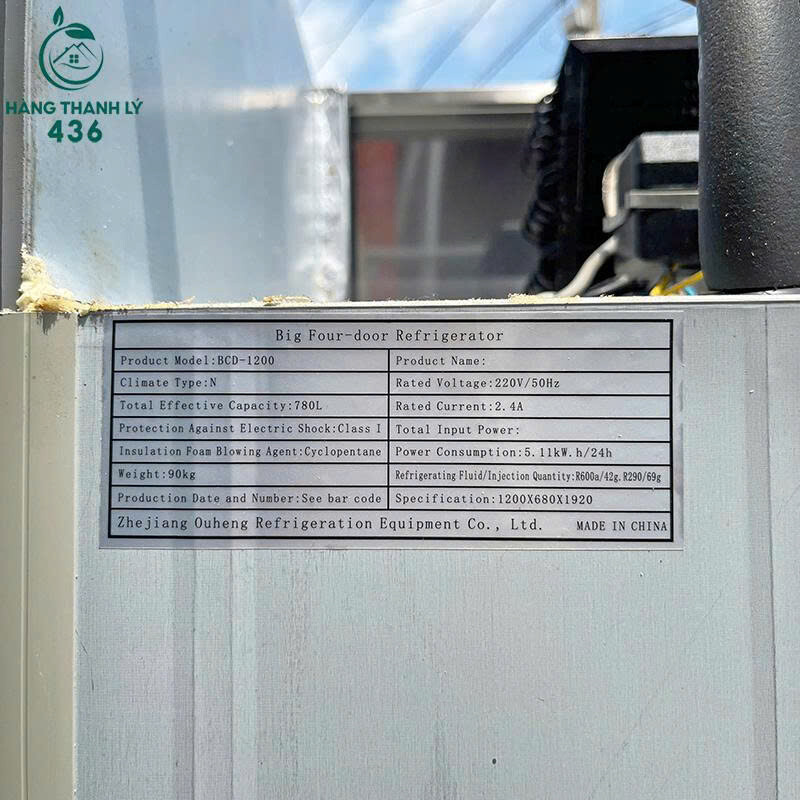 HÀNG THANH LÝ
436
Big Four-door Refrigerator
Product Model:BCD-1200 Product Name:
Climate Type:N Rated Voltage:220V/50Hz
Total Effective Capacity:780L Rated Current:2.4A
Protection Against Electric Shock:Class I Total Input Power:
Insulation Foam Blowing Agent:Cyclopentane Power Consumption:5.11kW.h/24h
Weight:90kg Refrigerating Fluid/Injection Quantity:R600a/42g.R290/69g
Production Date and Number:See bar code Specification:1200X680X1920
Zhejiang Ouheng Refrigeration Equipment Co., Ltd. MADE IN CHINA